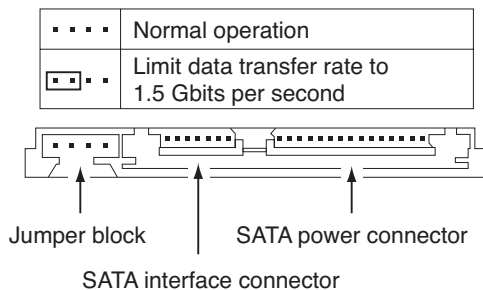 Normal operation
Limit data transfer rate to
1.5 Gbits per second
Jumper block
SATA power connector
SATA interface connector